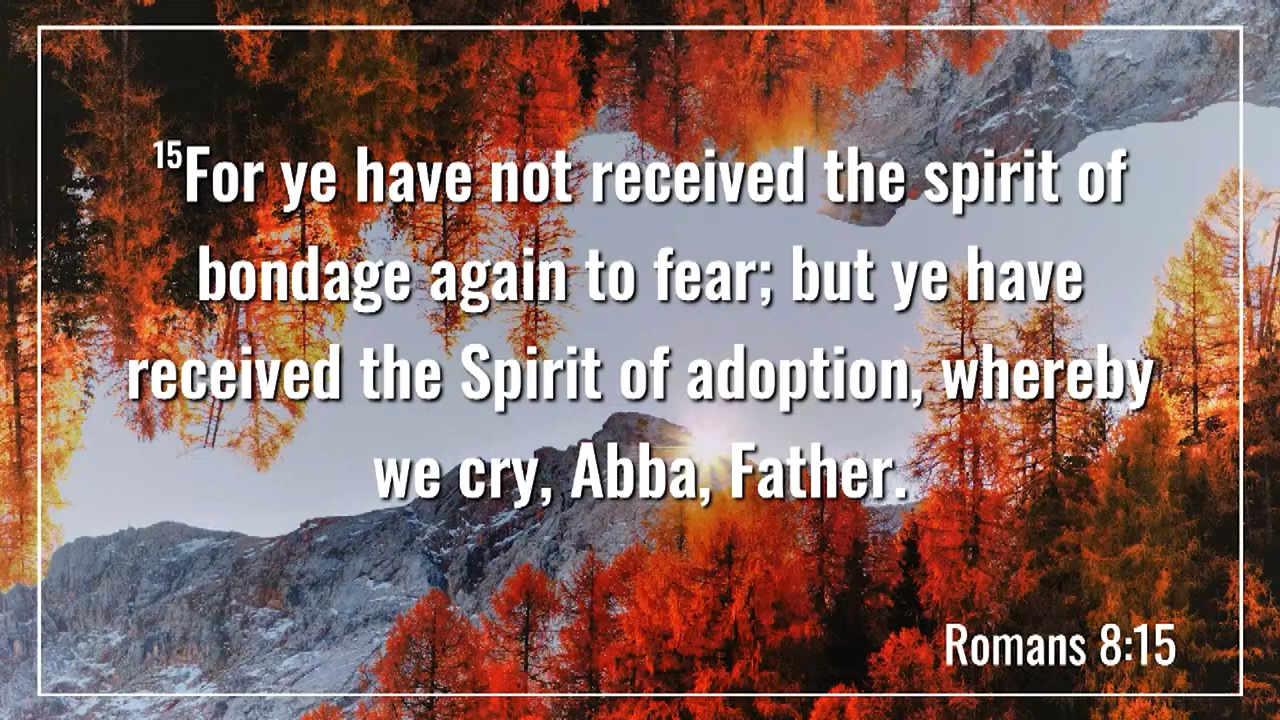 15For ye have not received the spirit of
bondage again to fear; but ye have
received the Spirit of adoption, whereby
we cry, Abba, Father.
Romans 8:15